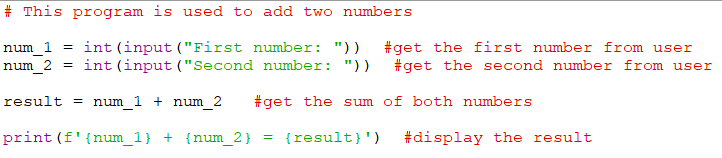 # This program is used to add two numbers
num_1 = int(input("First number: "))  #get the first number from user
num_2 = int(input("Second number: "))  #get the second number from user
result = num_1 + num_2   #get the sum of both numbers
print(f'{num_1} + {num_2} = {result}')  #display the result